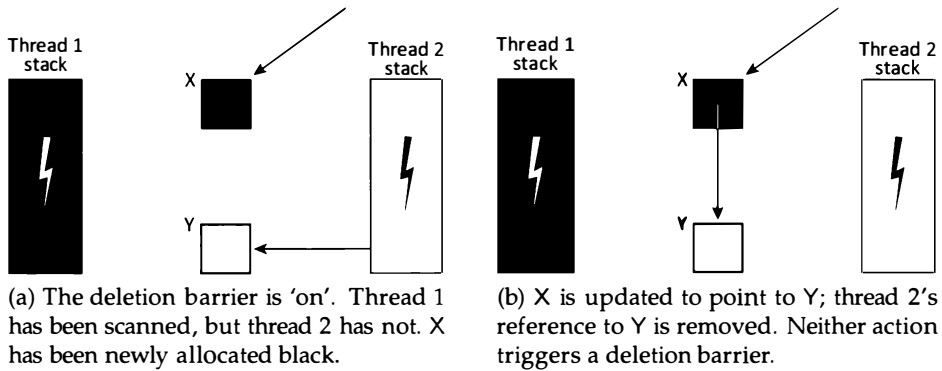 Thread 1
stack
X
Y
Thread 2
stack
(a) The deletion barrier is 'on'. Thread 1
has been scanned, but thread 2 has not. X
has been newly allocated black.
Thread 1
stack
X
Y
Thread 2
stack
(b) X is updated to point to Y; thread 2's
reference to Y is removed. Neither action
triggers a deletion barrier.